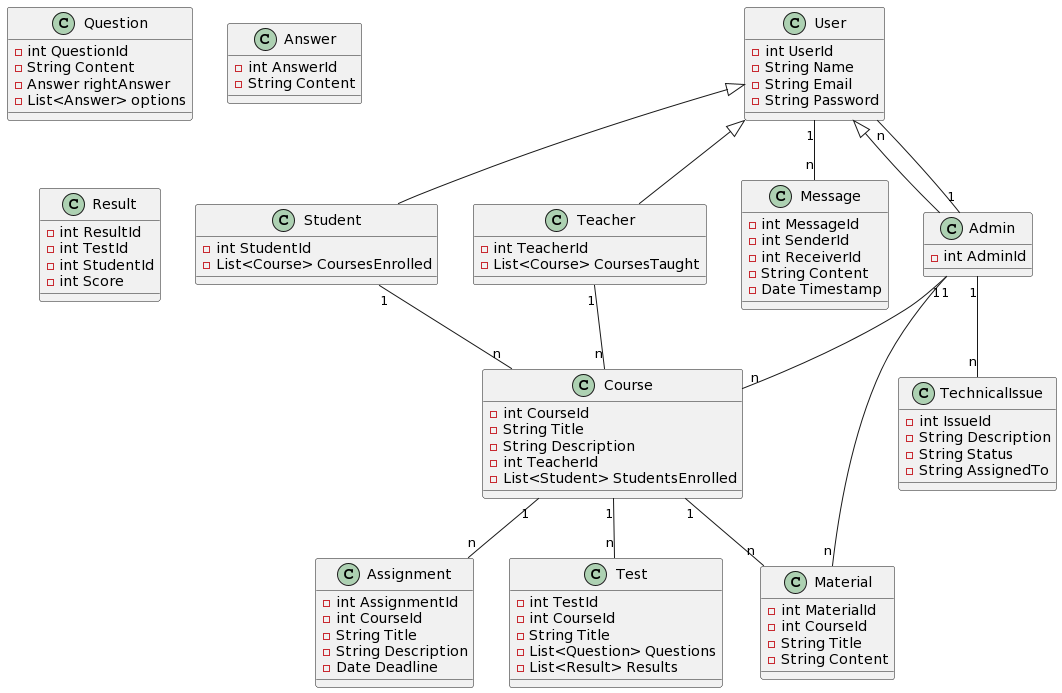 C Question
int QuestionId
String Content
Answer rightAnswer
List<Answer> options
C Answer
int AnswerId
String Content
C User
int UserId
String Name
String Email
String Password
1
n
n
1
C Result
int ResultId
int TestId
int StudentId
int Score
C Student
int StudentId
List<Course> CoursesEnrolled
C Teacher
int TeacherId
List<Course> CoursesTaught
C Message
int MessageId
int SenderId
int ReceiverId
String Content
Date Timestamp
C Admin
int AdminId
1
n
1
n
1
n
1
n
1
n
C Course
int CourseId
String Title
String Description
int TeacherId
List<Student> StudentsEnrolled
C TechnicalIssue
int IssueId
String Description
String Status
String AssignedTo
1
n
1
n
1
n
C Assignment
int AssignmentId
int CourseId
String Title
String Description
Date Deadline
C Test
int TestId
int CourseId
String Title
List<Question> Questions
List<Result> Results
C Material
int MaterialId
int CourseId
String Title
String Content